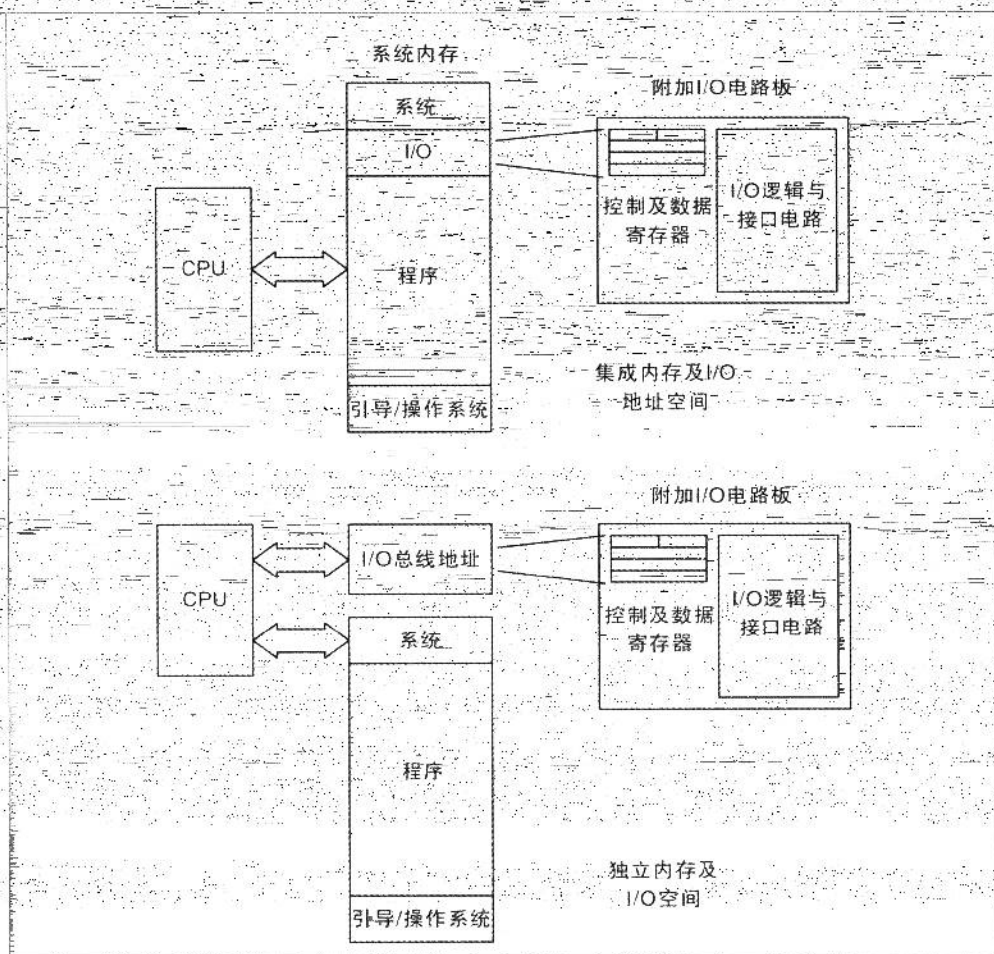 系统内存
附加I/O电路板
系统
I/O
控制及数据
寄存器
I/O逻辑与
接口电路
CPU
程序
集成内存及I/O
地址空间
引导/操作系统
附加I/O电路板
I/O总线地址
CPU
控制及数据
寄存器
I/O逻辑与
接口电路
系统
程序
独立内存及
I/O空间
引导/操作系统